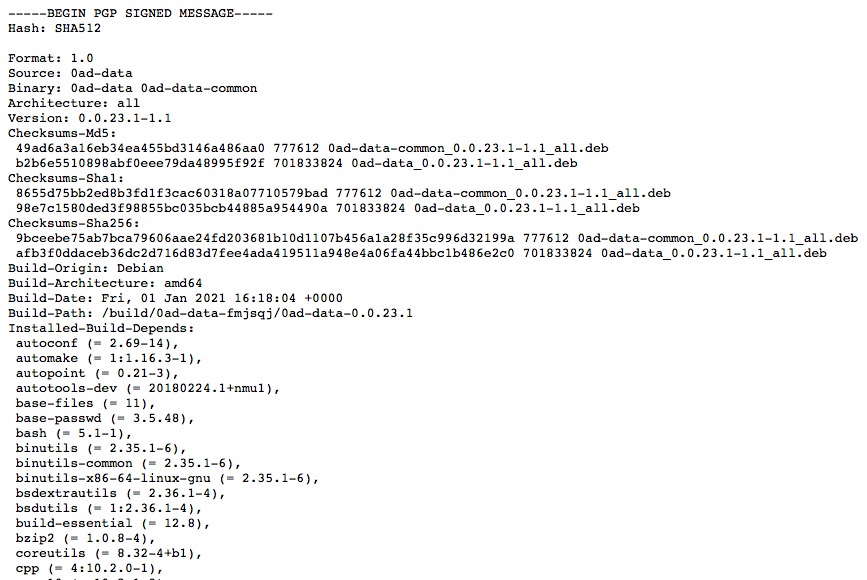 -----BEGIN PGP SIGNED MESSAGE-----
Hash: SHA512
Format: 1.0
Source: 0ad-data
Binary: 0ad-data 0ad-data-common
Architecture: all
Version: 0.0.23.1-1.1
Checksums-Md5:
49ad6a3a16eb34ea455bd3146a486aa0 777612 0ad-data-common_0.0.23.1-1.1_all.deb
b2b6e5510898abf0eee79da48995f92f 701833824 0ad-data_0.0.23.1-1.1_all.deb
Checksums-Sha1:
8655d75bb2ed8b3fd1f3cac60318a07710579bad 777612 0ad-data-common_0.0.23.1-1.1_all.deb
98e7c1580ded3f98855bc035bcb44885a954490a 701833824 0ad-data_0.0.23.1-1.1_all.deb
Checksums-Sha256:
9bceebe75ab7bca79606aae24fd203681b10d1107b456a1a28f35c996d32199a 777612 0ad-data-common_0.0.23.1-1.1_all.deb
afb3f0ddaceb36dc2d716d83d7fee4ada419511a948e4a06fa44bbc1b486e2c0 701833824 0ad-data_0.0.23.1-1.1_all.deb
Build-Origin: Debian
Build-Architecture: amd64
Build-Date: Fri, 01 Jan 2021 16:18:04 +0000
Build-Path: /build/0ad-data-fmjsqj/0ad-data-0.0.23.1
Installed-Build-Depends:
autoconf (= 2.69-14),
automake (= 1:1.16.3-1),
autopoint (= 0.21-3),
autotools-dev (= 20180224.1+nmu1),
base-files (= 11),
base-passwd (= 3.5.48),
bash (= 5.1-1),
binutils (= 2.35.1-6),
binutils-common (= 2.35.1-6),
binutils-x86-64-linux-gnu (= 2.35.1-6),
bsdextrautils (= 2.36.1-4),
bsdutils (= 1:2.36.1-4),
build-essential (= 12.8),
bzip2 (= 1.0.8-4),
coreutils (= 8.32-4+b1),
cpp (= 4:10.2.0-1),